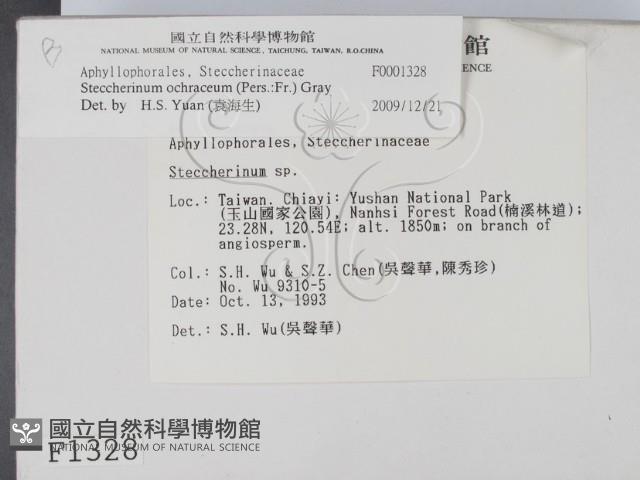 B
國立自然科學博物館
NATIONAL MUSEUM OF NATURAL SCIENCE, TAICHUNG, TAIWAN, R.O.CHINA
Aphyllophorales, Steccherinaceae F0001328
Steccherinum ochraceum (Pers.:Fr.) Gray
Det. by H.S. Yuan (袁海生) 2009/12/21
館
ENCE
Aphyllophorales, Steccherinaceae
Steccherinum sp.
Loc.: Taiwan. Chiayi: Yushan National Park
(玉山國家公園), Nanhsi Forest Road(楠溪林道);
23.28N, 120.54E; alt. 1850m; on branch of
angiosperm.
Col.: S.H. Wu & S.Z. Chen(吳聲華,陳秀珍)
No. Wu 9310-5
Date: Oct. 13, 1993
Det.: S.H. Wu(吳聲華)
國立自然科學博物館
NATIONAL MUSEUM OF NATURAL SCIENCE
F1328